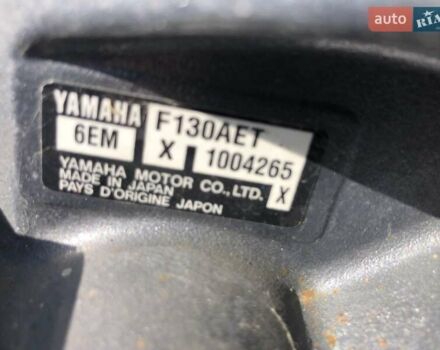 auto RIA
YAMAHA F130AET
6EM X 1004265 X
YAMAHA MOTOR CO., LTD.
MADE IN JAPAN
PAYS D'ORIGINE JAPON